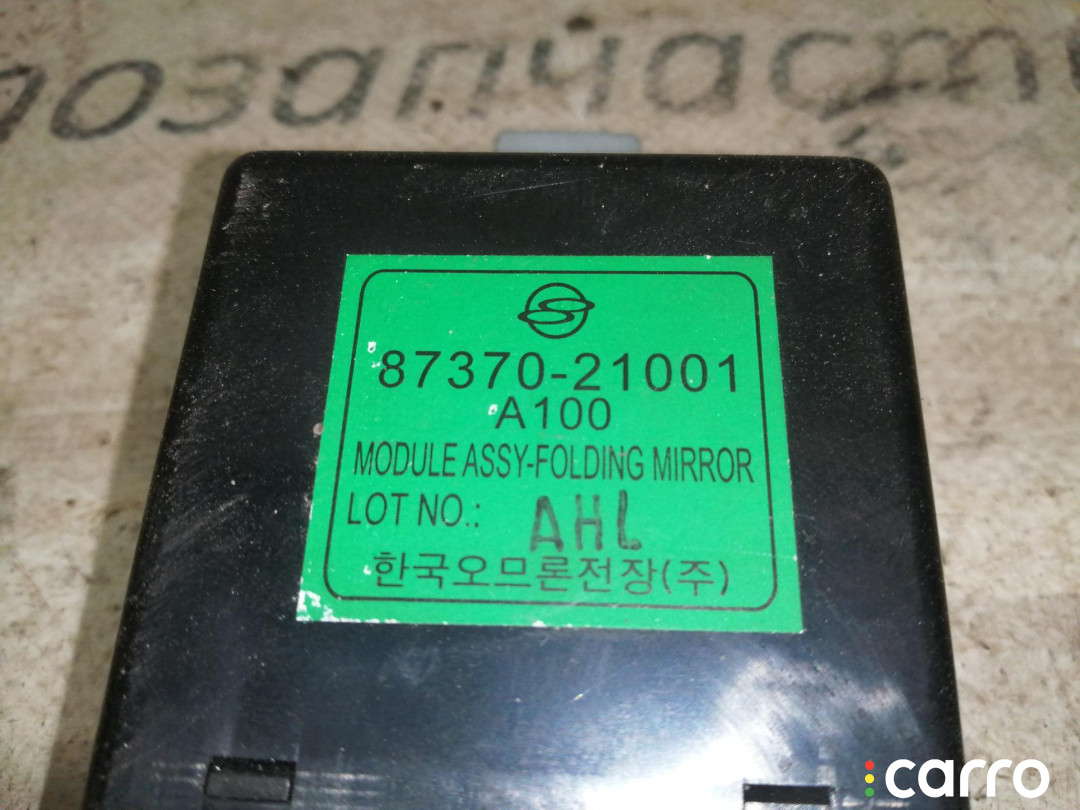 озапчаст
87370-21001
A100
MODULE ASSY-FOLDING MIRROR
LOT NO.: AHL
한국오므론전장(주)
carro